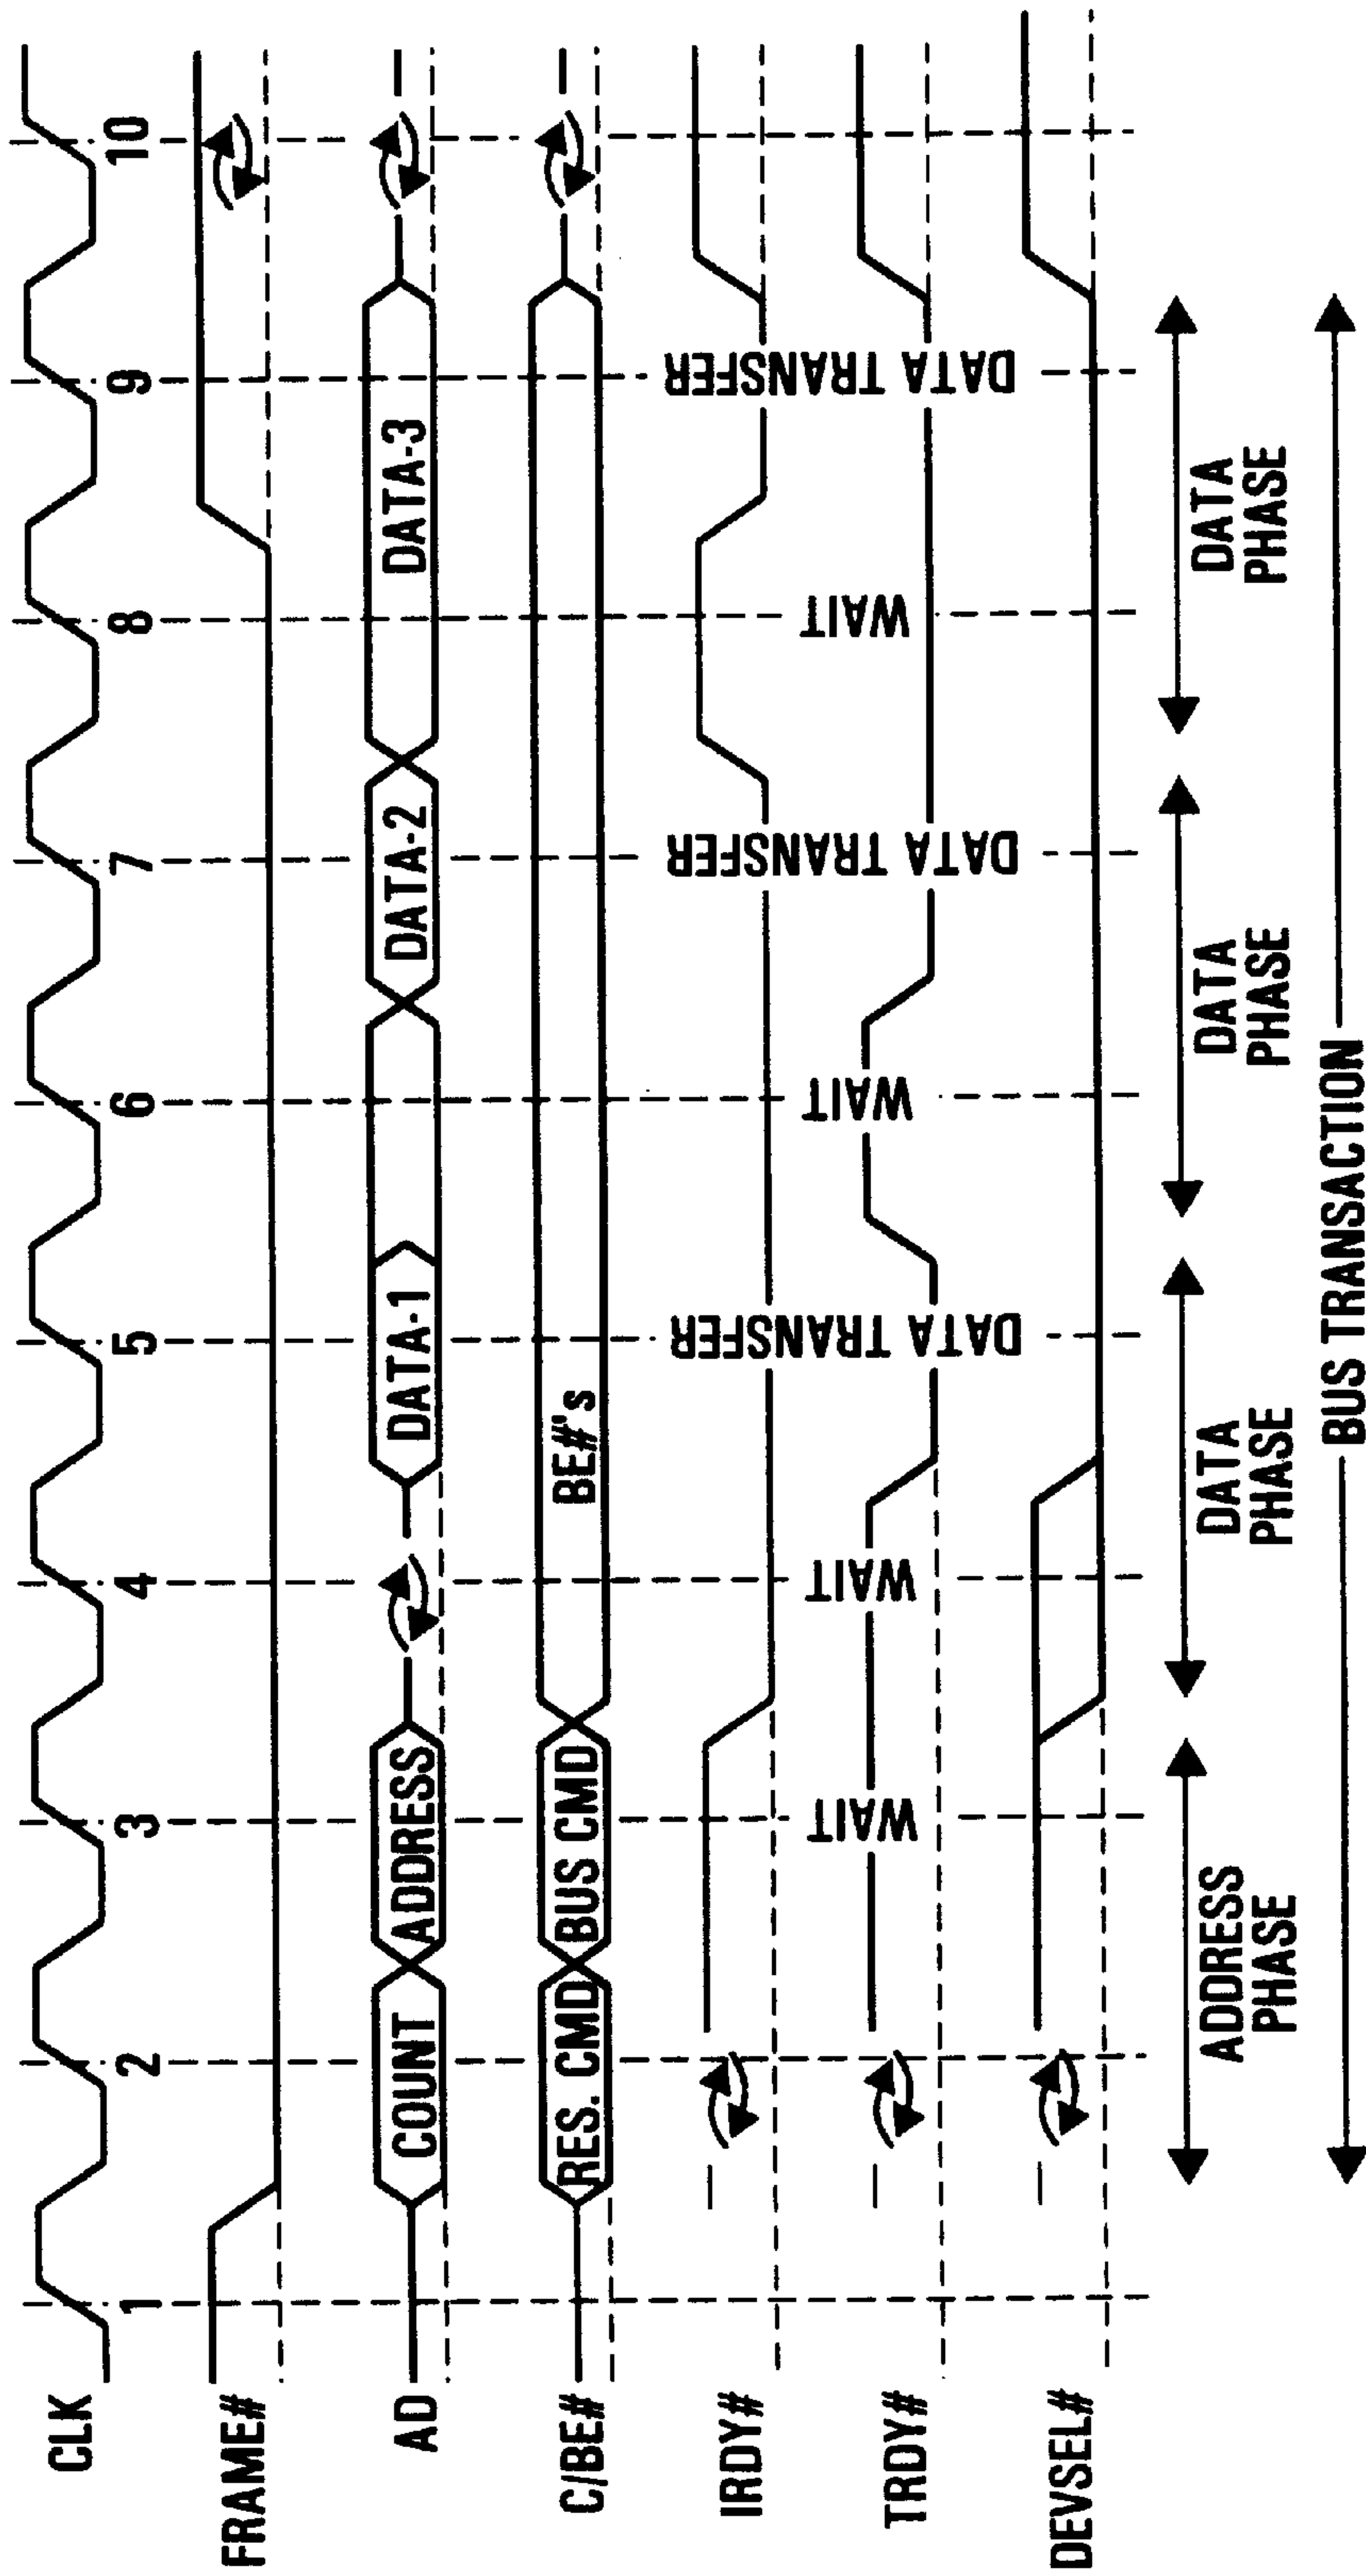 CLK
1 2 3 4 5 6 7 8 9 10
FRAME#
AD
COUNT ADDRESS DATA-1 DATA-2 DATA-3
C/BE#
RES. CMD BUS CMD BE#'s
IRDY#
TRDY#
WAIT WAIT DATA TRANSFER WAIT DATA TRANSFER WAIT DATA TRANSFER
DEVSEL#
ADDRESS DATA DATA DATA
PHASE PHASE PHASE PHASE
BUS TRANSACTION